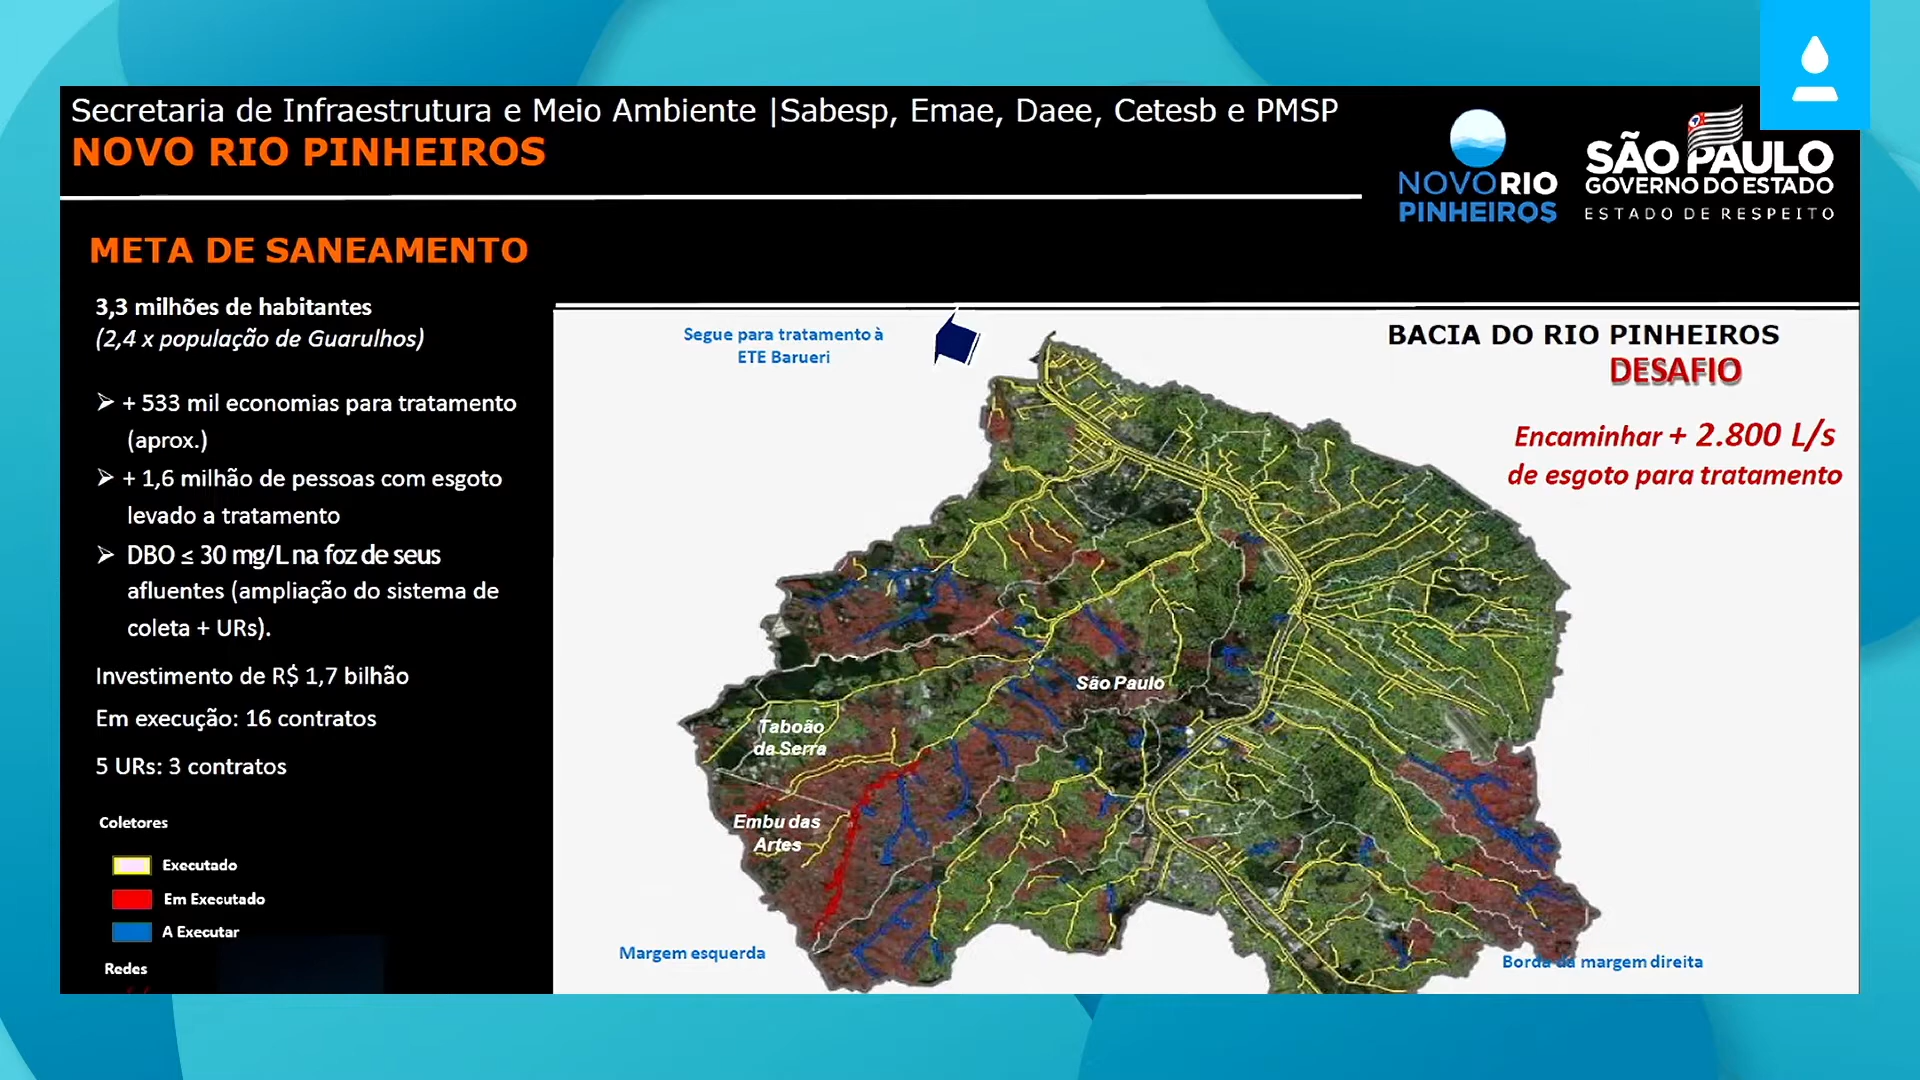 Secretaria de Infraestrutura e Meio Ambiente |Sabesp, Emae, Daee, Cetesb e PMSP
NOVO RIO PINHEIROS
NOVORIO
PINHEIROS
SÃO PAULO
GOVERNO DO ESTADO
ESTADO DE RESPEITO
META DE SANEAMENTO
3,3 milhões de habitantes
(2,4 x população de Guarulhos)
➢ + 533 mil economias para tratamento
(aprox.)
➢ + 1,6 milhão de pessoas com esgoto
levado a tratamento
➢ DBO ≤ 30 mg/L na foz de seus
afluentes (ampliação do sistema de
coleta + URs).
Investimento de R$ 1,7 bilhão
Em execução: 16 contratos
5 URs: 3 contratos
Coletores
Executado
Em Executado
A Executar
Redes
Segue para tratamento à
ETE Barueri
BACIA DO RIO PINHEIROS
DESAFIO
Encaminhar + 2.800 L/s
de esgoto para tratamento
São Paulo
Taboão
da Serra
Embu das
Artes
Margem esquerda
Borda da margem direita